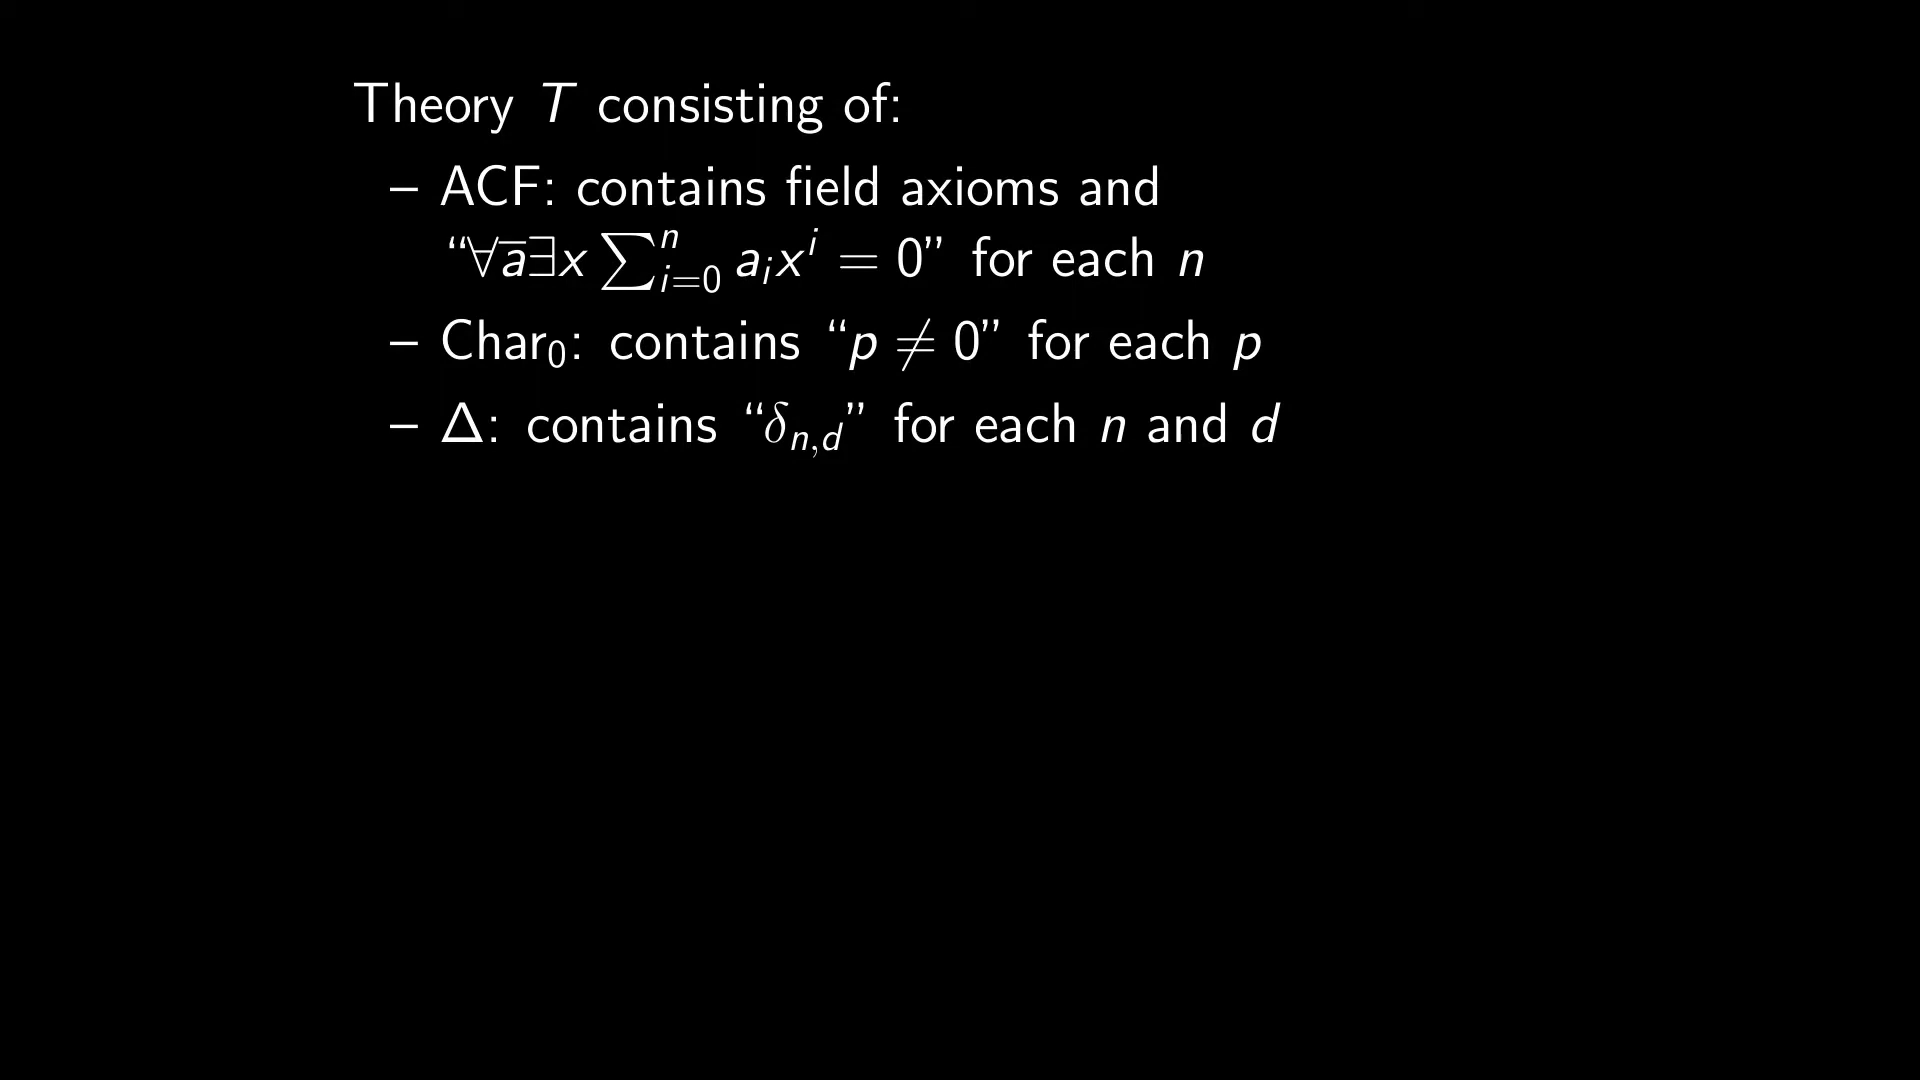 Theory T consisting of:
– ACF: contains field axioms and
“∀a̅∃x ∑ⁿᵢ₌₀ aᵢxⁱ = 0” for each n
– Char₀: contains “p ≠ 0” for each p
– Δ: contains “δₙ,d” for each n and d